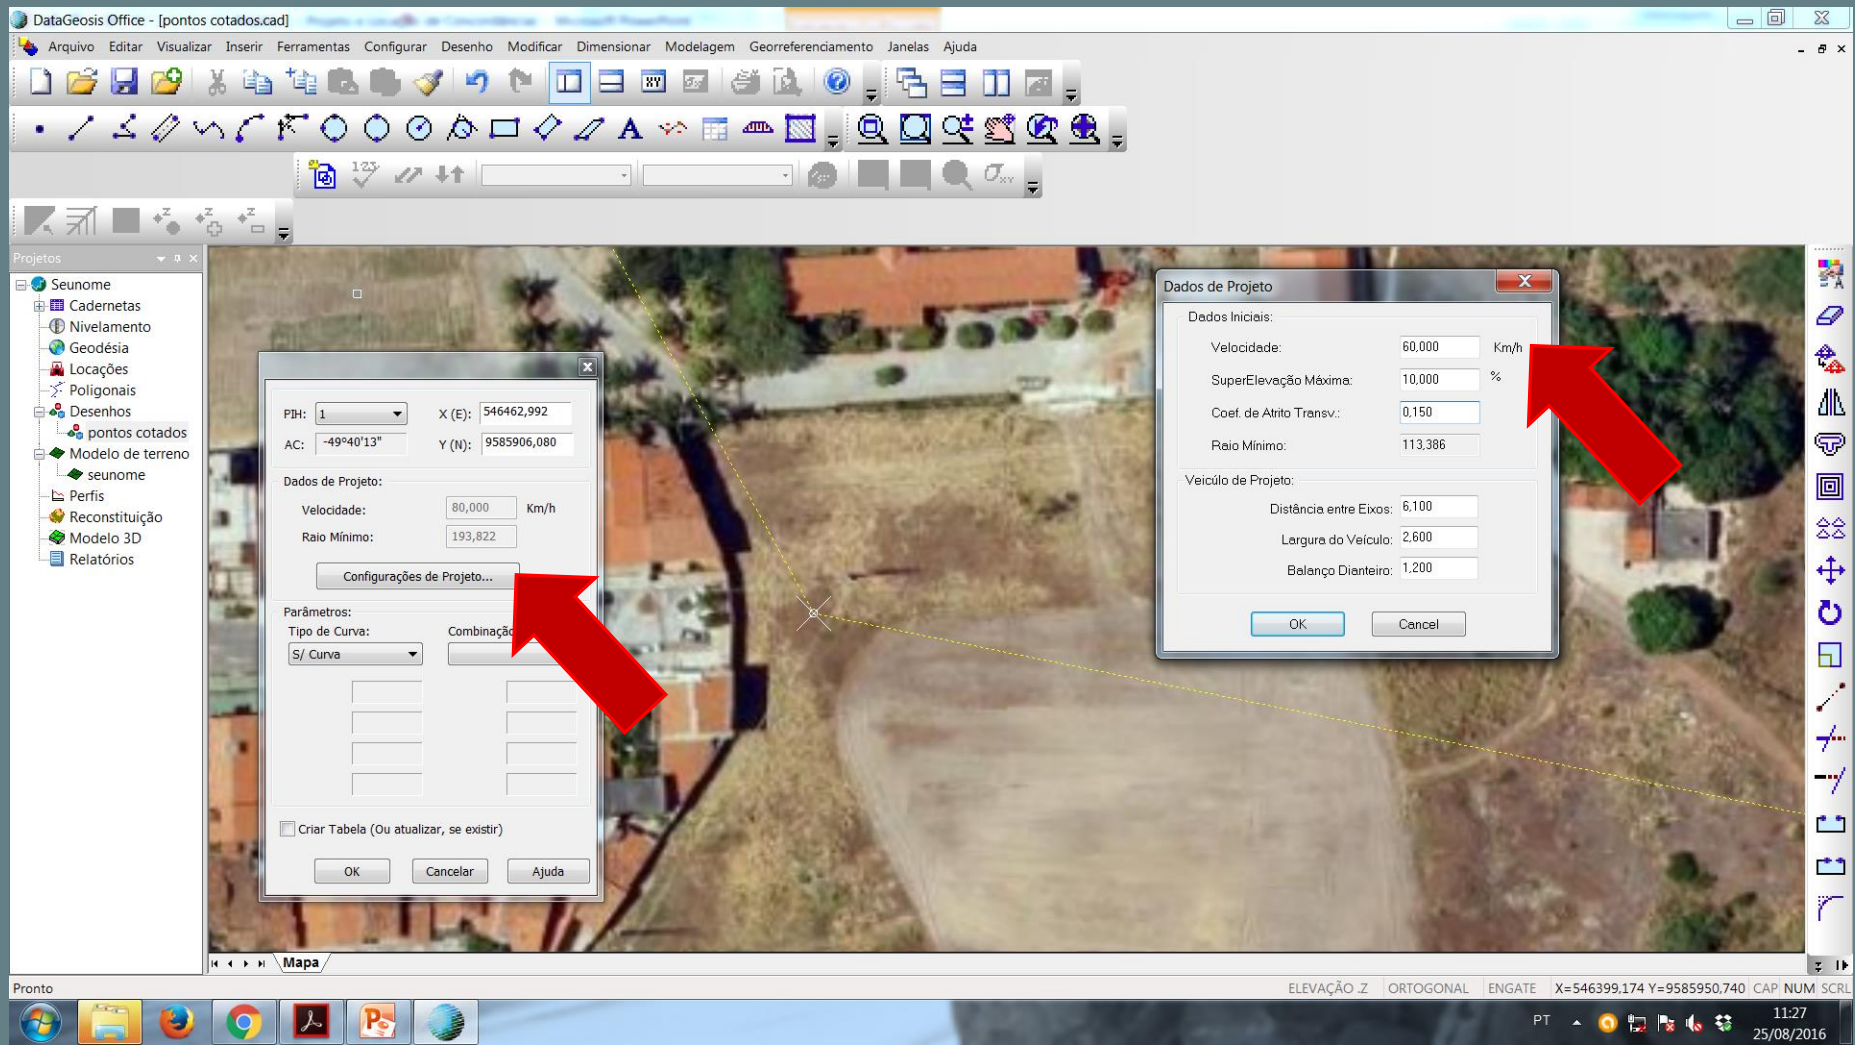 DataGeosis Office - [pontos cotados.cad]
Arquivo Editar Visualizar Inserir Ferramentas Configurar Desenho Modificar Dimensionar Modelagem Georreferenciamento Janelas Ajuda
Projetos
Seunome
Cadernetas
Nivelamento
Geodésia
Locações
Poligonais
Desenhos
pontos cotados
Modelo de terreno
seunome
Perfis
Reconstituição
Modelo 3D
Relatórios
PIH: 1 X (E): 546462,992
AC: -49º40'13" Y (N): 9585906,080
Dados de Projeto:
Velocidade: 80,000 Km/h
Raio Mínimo: 193,822
Configurações de Projeto...
Parâmetros:
Tipo de Curva: Combinação
S/ Curva
Criar Tabela (Ou atualizar, se existir)
OK Cancelar Ajuda
Dados de Projeto
Dados Iniciais:
Velocidade: 60,000 Km/h
SuperElevação Máxima: 10,000 %
Coef. de Atrito Transv.: 0,150
Raio Mínimo: 113,386
Veículo de Projeto:
Distância entre Eixos: 6,100
Largura do Veículo: 2,600
Balanço Dianteiro: 1,200
OK Cancel
Mapa
Pronto
ELEVAÇÃO .Z ORTOGONAL ENGATE X=546399,174 Y=9585950,740 CAP NUM SCRL
PT
11:27
25/08/2016